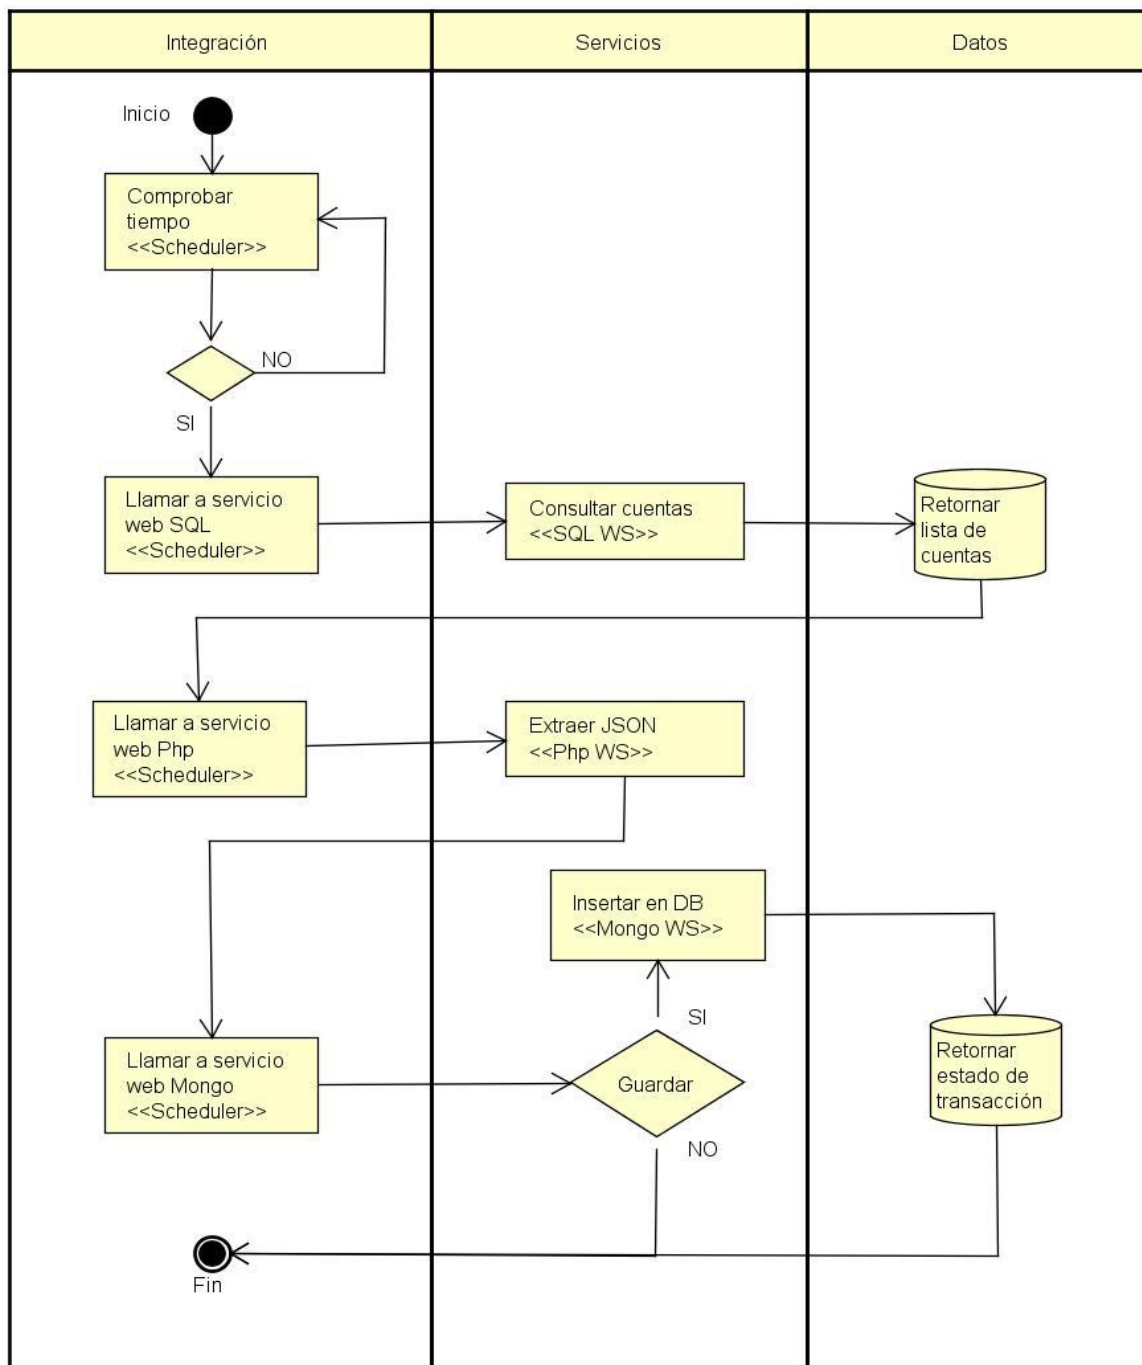 Integración
Servicios
Datos
Inicio
Comprobar
tiempo
<<Scheduler>>
NO
SI
Llamar a servicio
web SQL
<<Scheduler>>
Consultar cuentas
<<SQL WS>>
Retornar
lista de
cuentas
Llamar a servicio
web Php
<<Scheduler>>
Extraer JSON
<<Php WS>>
Insertar en DB
<<Mongo WS>>
SI
Llamar a servicio
web Mongo
<<Scheduler>>
Guardar
Retornar
estado de
transacción
NO
Fin